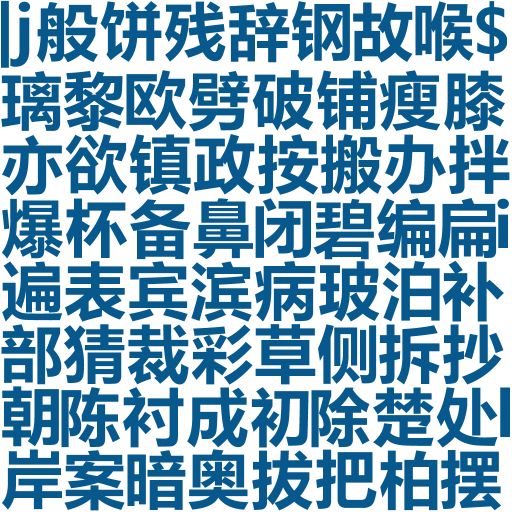 |j般饼残辞钢故喉$
璃黎欧劈破铺瘦膝
亦欲镇政按搬办拌
爆杯备鼻闭碧编扁i
遍表宾滨病玻泊补
部猜裁彩草侧拆抄
朝陈衬成初除楚处l
岸案暗奥拔把柏摆